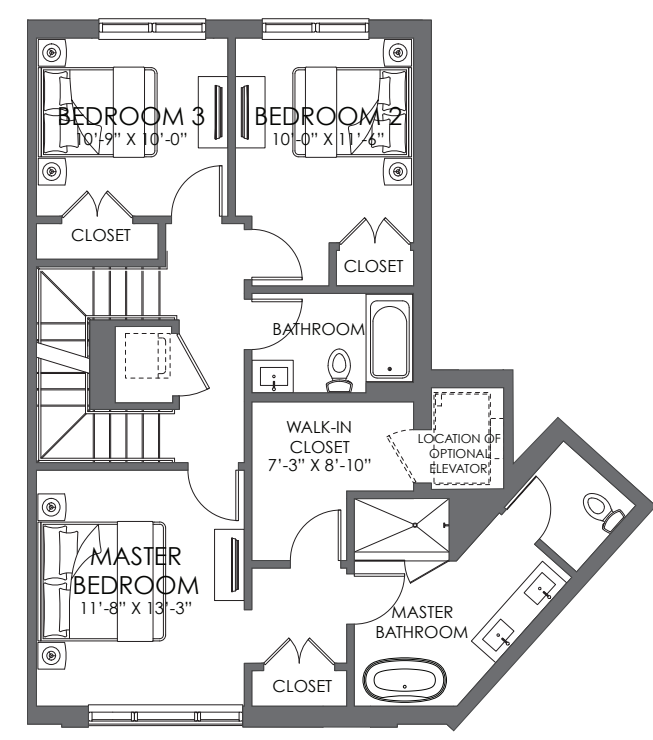 BEDROOM 3
10'-9" X 10'-0"
BEDROOM 2
10'-0" X 11'-6"
CLOSET
CLOSET
BATHROOM
WALK-IN
CLOSET
7'-3" X 8'-10"
LOCATION OF
OPTIONAL
ELEVATOR
MASTER
BEDROOM
11'-8" X 13'-3"
MASTER
BATHROOM
CLOSET